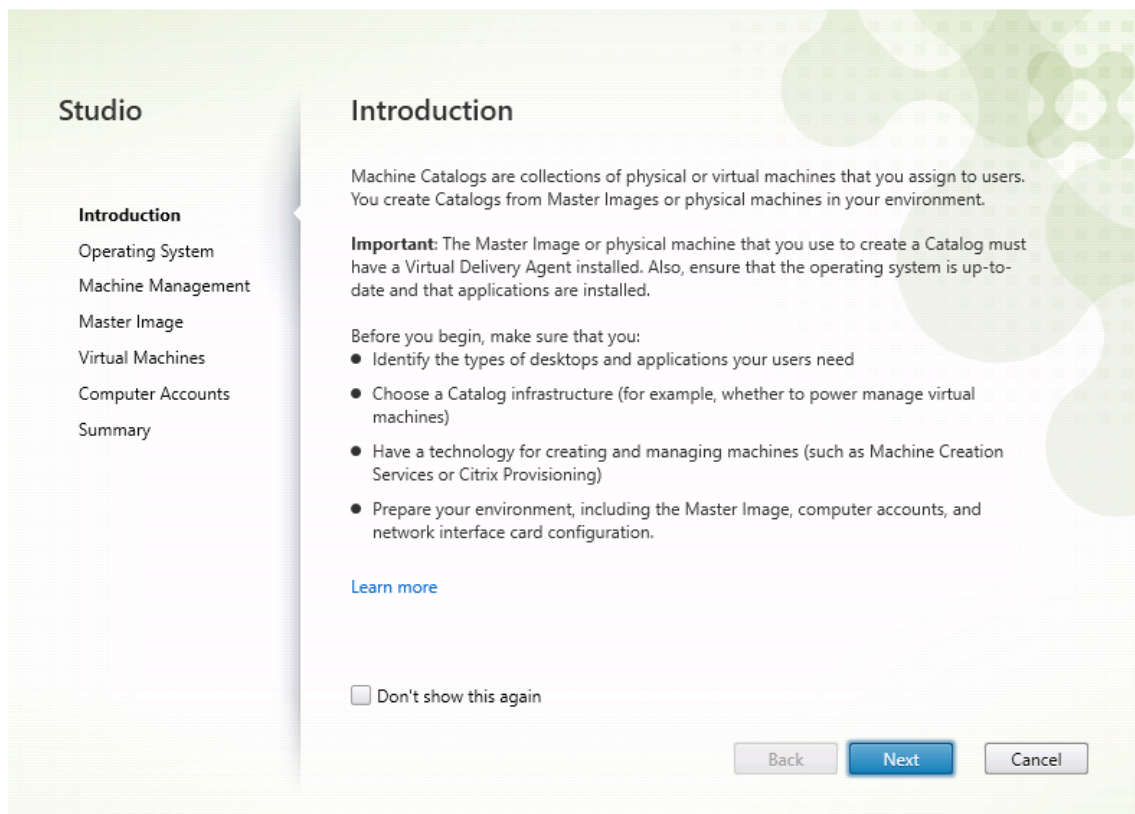 Studio
Introduction
Operating System
Machine Management
Master Image
Virtual Machines
Computer Accounts
Summary
Introduction
Machine Catalogs are collections of physical or virtual machines that you assign to users.
You create Catalogs from Master Images or physical machines in your environment.
Important: The Master Image or physical machine that you use to create a Catalog must
have a Virtual Delivery Agent installed. Also, ensure that the operating system is up-to-
date and that applications are installed.
Before you begin, make sure that you:
● Identify the types of desktops and applications your users need
● Choose a Catalog infrastructure (for example, whether to power manage virtual
machines)
● Have a technology for creating and managing machines (such as Machine Creation
Services or Citrix Provisioning)
● Prepare your environment, including the Master Image, computer accounts, and
network interface card configuration.
Learn more
Don't show this again
Back Next Cancel